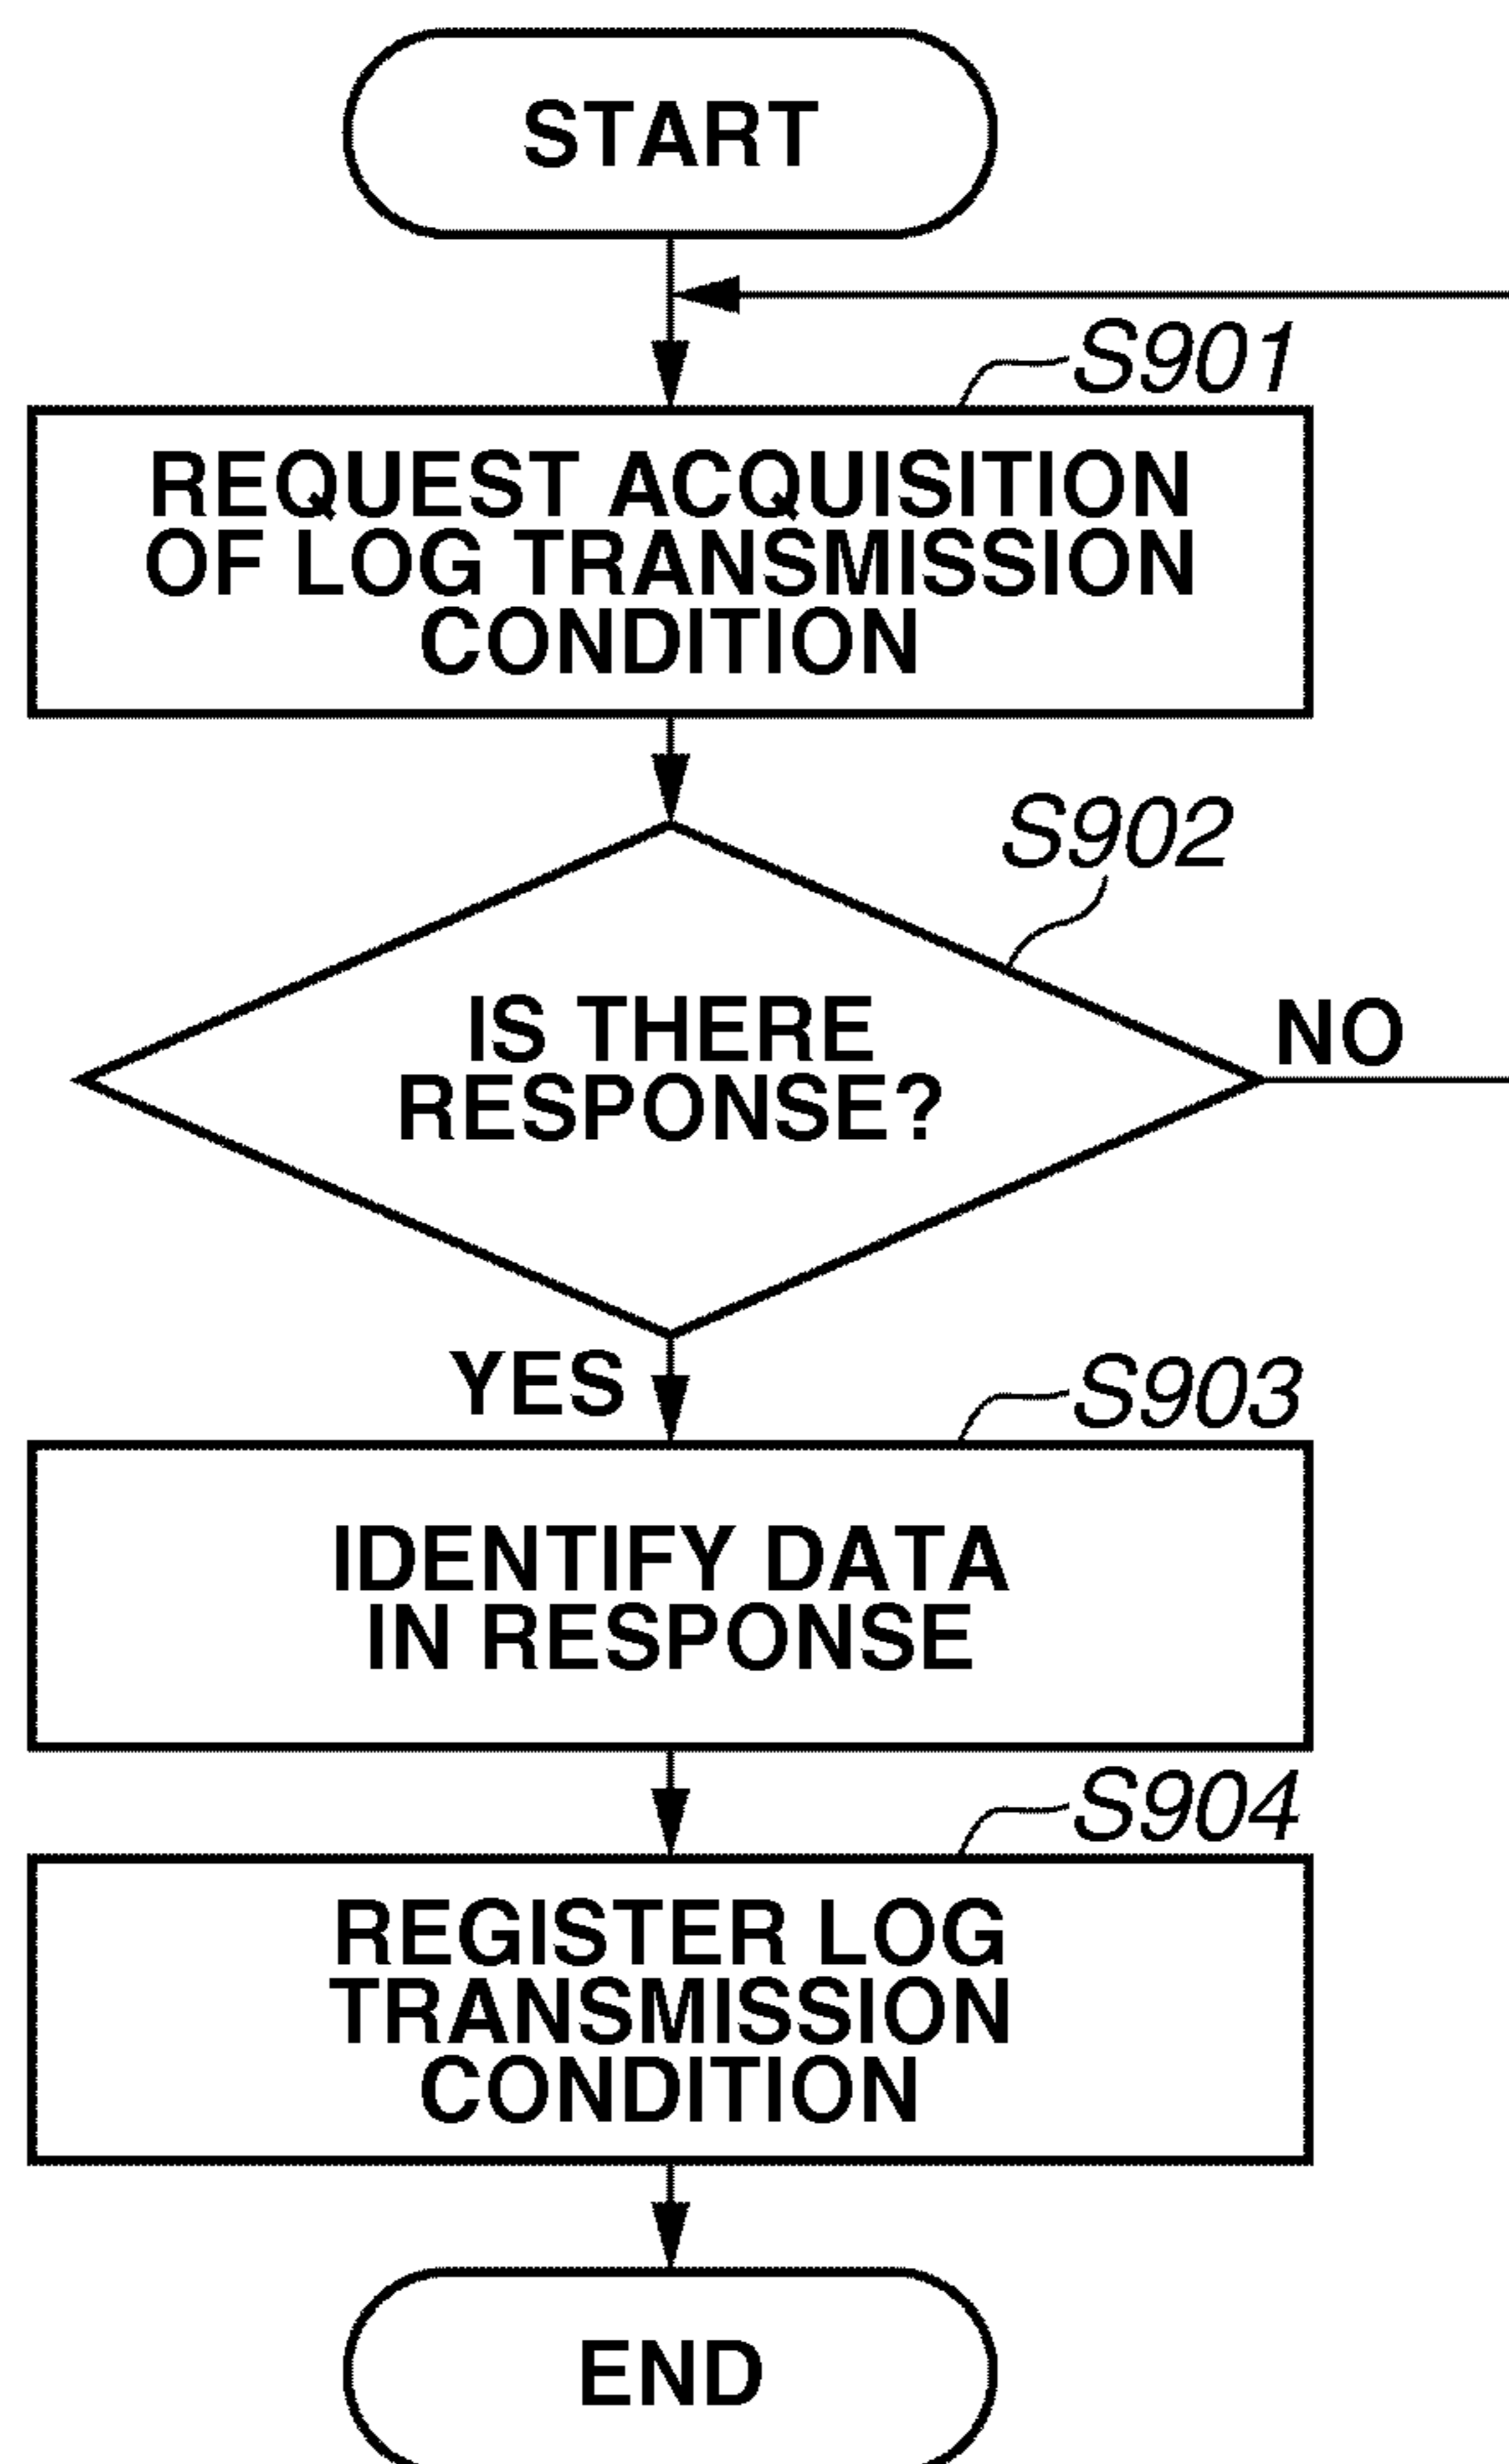 START
S901
REQUEST ACQUISITION
OF LOG TRANSMISSION
CONDITION
S902
IS THERE
RESPONSE?
NO
YES
S903
IDENTIFY DATA
IN RESPONSE
S904
REGISTER LOG
TRANSMISSION
CONDITION
END